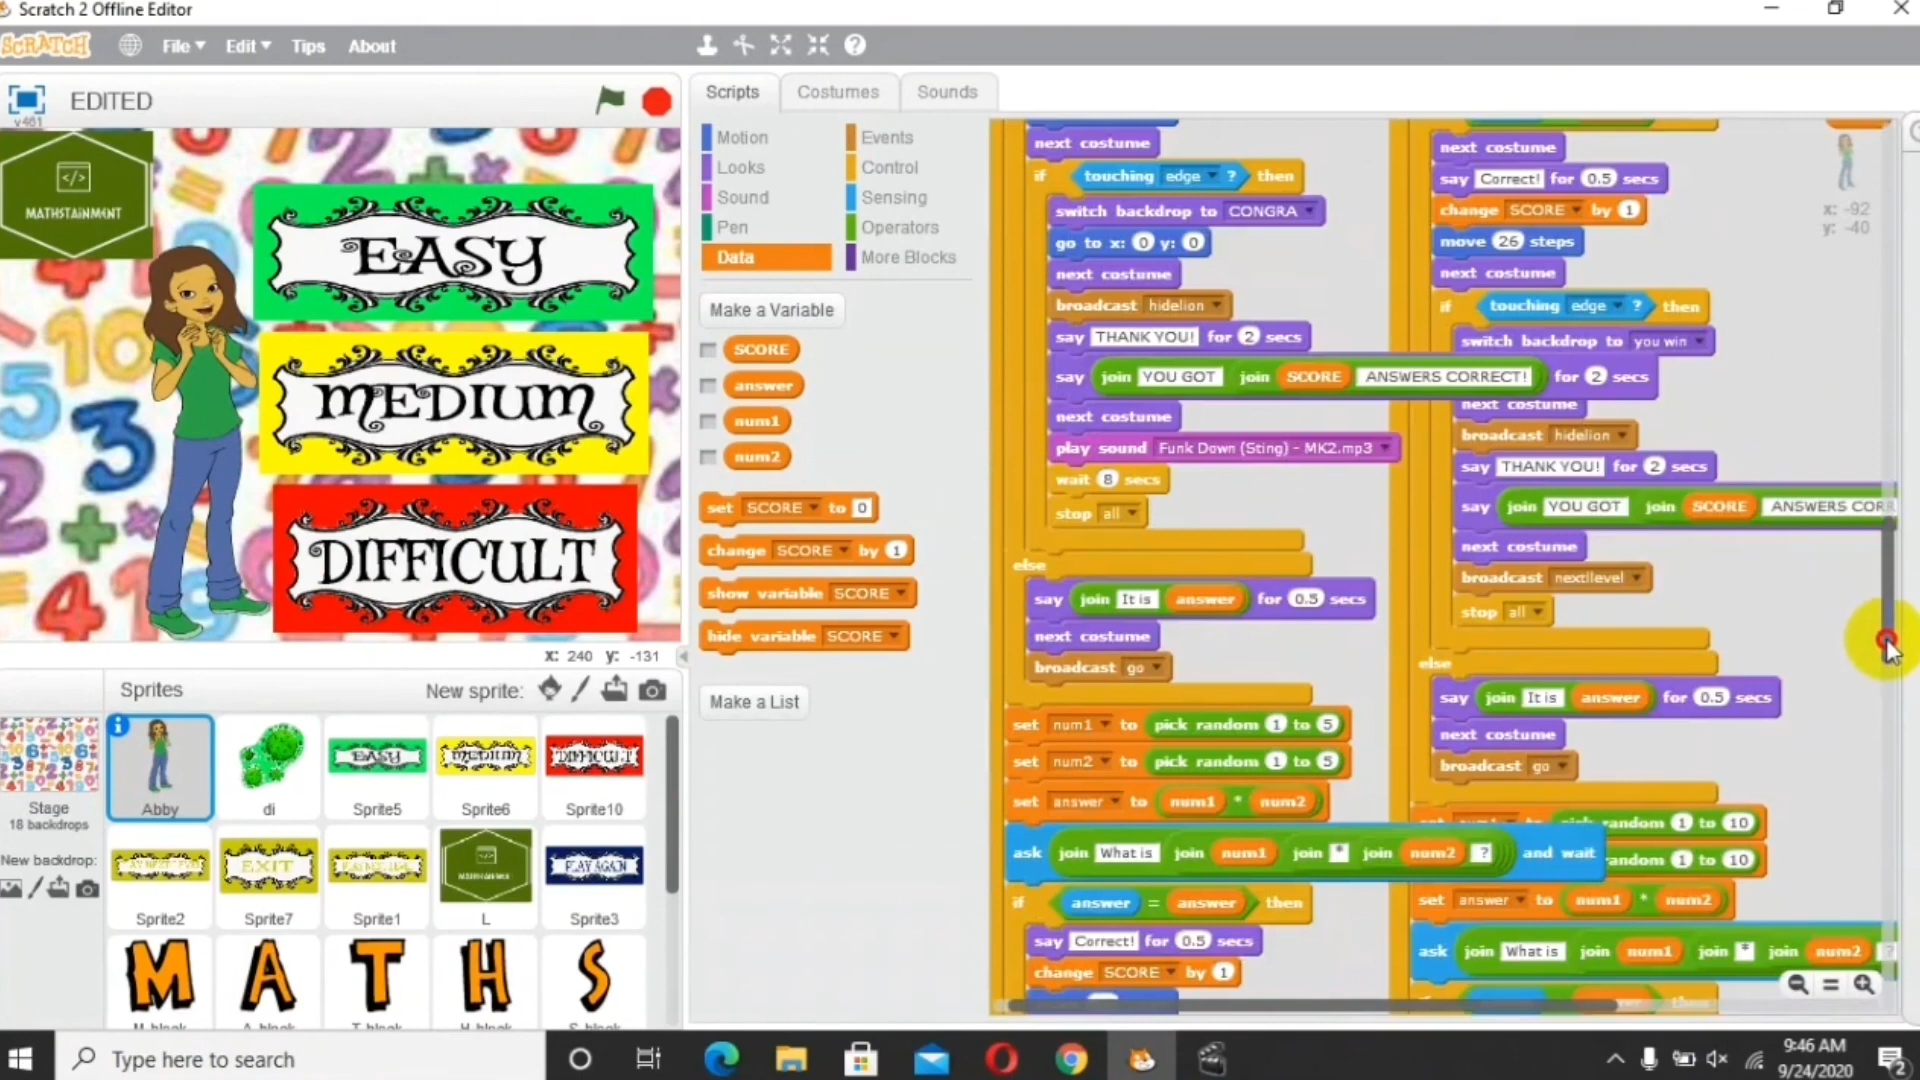 Scratch 2 Offline Editor
SCRATCH
File
Edit
Tips
About
EDITED
v461
</>
MATHSTAINMENT
EASY
MEDIUM
DIFFICULT
x: 240 y: -131
Sprites
New sprite:
Stage
18 backdrops
New backdrop:
Abby
di
EASY
Sprite5
MEDIUM
Sprite6
DIFFICULT
Sprite10
Sprite2
EXIT
Sprite7
Sprite1
MATHSTAINMENT
L
PLAY AGAIN
Sprite3
M A T H S
Scripts
Costumes
Sounds
Motion
Events
Looks
Control
Sound
Sensing
Pen
Operators
Data
More Blocks
Make a Variable
SCORE
answer
num1
num2
set SCORE to 0
change SCORE by 1
show variable SCORE
hide variable SCORE
Make a List
next costume
if touching edge ? then
switch backdrop to CONGRA
go to x: 0 y: 0
next costume
broadcast hidelion
say THANK YOU! for 2 secs
say join YOU GOT join SCORE ANSWERS CORRECT! for 2 secs
next costume
play sound Funk Down (Sting) - MK2.mp3
wait 8 secs
stop all
else
say join It is answer for 0.5 secs
next costume
broadcast go
set num1 to pick random 1 to 5
set num2 to pick random 1 to 5
set answer to num1 * num2
ask join What is join num1 join * join num2 ? and wait
if answer = answer then
say Correct! for 0.5 secs
change SCORE by 1
next costume
say Correct! for 0.5 secs
change SCORE by 1
move 26 steps
next costume
if touching edge ? then
switch backdrop to you win
next costume
broadcast hidelion
say THANK YOU! for 2 secs
say join YOU GOT join SCORE ANSWERS CORR
next costume
broadcast nextllevel
stop all
else
say join It is answer for 0.5 secs
next costume
broadcast go
random 1 to 10
random 1 to 10
set answer to num1 * num2
ask join What is join num1 join * join num2 ?
x: -92
y: -40
Type here to search
9:46 AM
9/24/2020
2